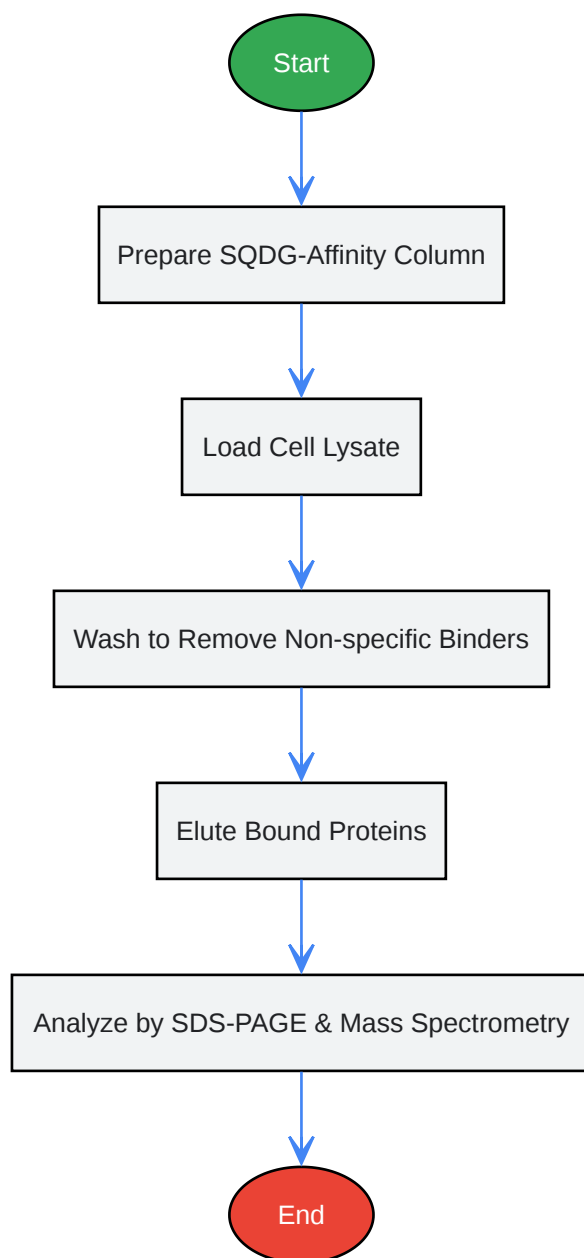 Start
Prepare SQDG-Affinity Column
Load Cell Lysate
Wash to Remove Non-specific Binders
Elute Bound Proteins
Analyze by SDS-PAGE & Mass Spectrometry
End